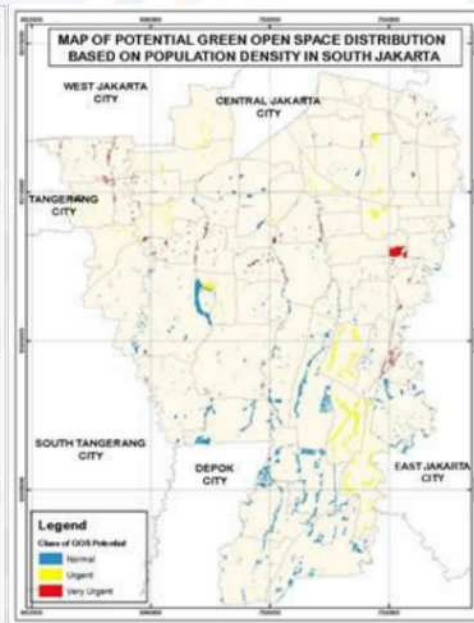 MAP OF POTENTIAL GREEN OPEN SPACE DISTRIBUTION
BASED ON POPULATION DENSITY IN SOUTH JAKARTA
WEST JAKARTA
CITY
CENTRAL JAKARTA
CITY
TANGERANG
CITY
SOUTH TANGERANG
CITY
DEPOK
CITY
EAST JAKARTA
CITY
Legend
Class of GOS Potential
Normal
Urgent
Very Urgent